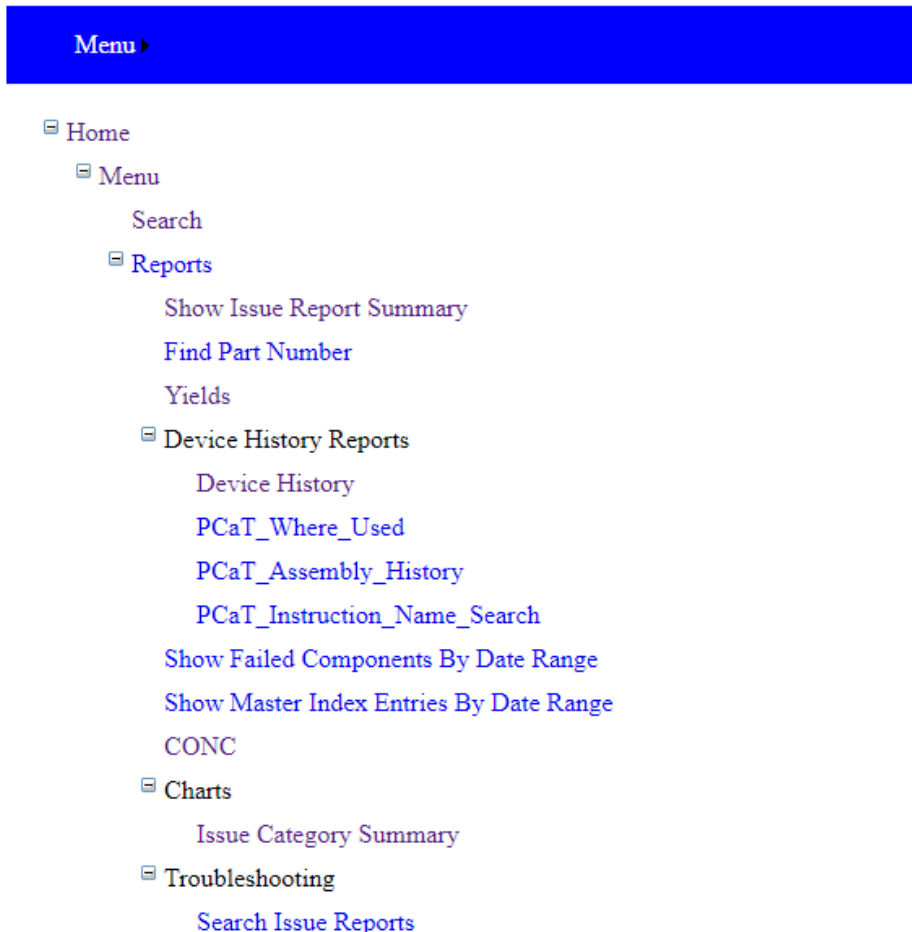 Menu
Home
Menu
Search
Reports
Show Issue Report Summary
Find Part Number
Yields
Device History Reports
Device History
PCaT_Where_Used
PCaT_Assembly_History
PCaT_Instruction_Name_Search
Show Failed Components By Date Range
Show Master Index Entries By Date Range
CONC
Charts
Issue Category Summary
Troubleshooting
Search Issue Reports